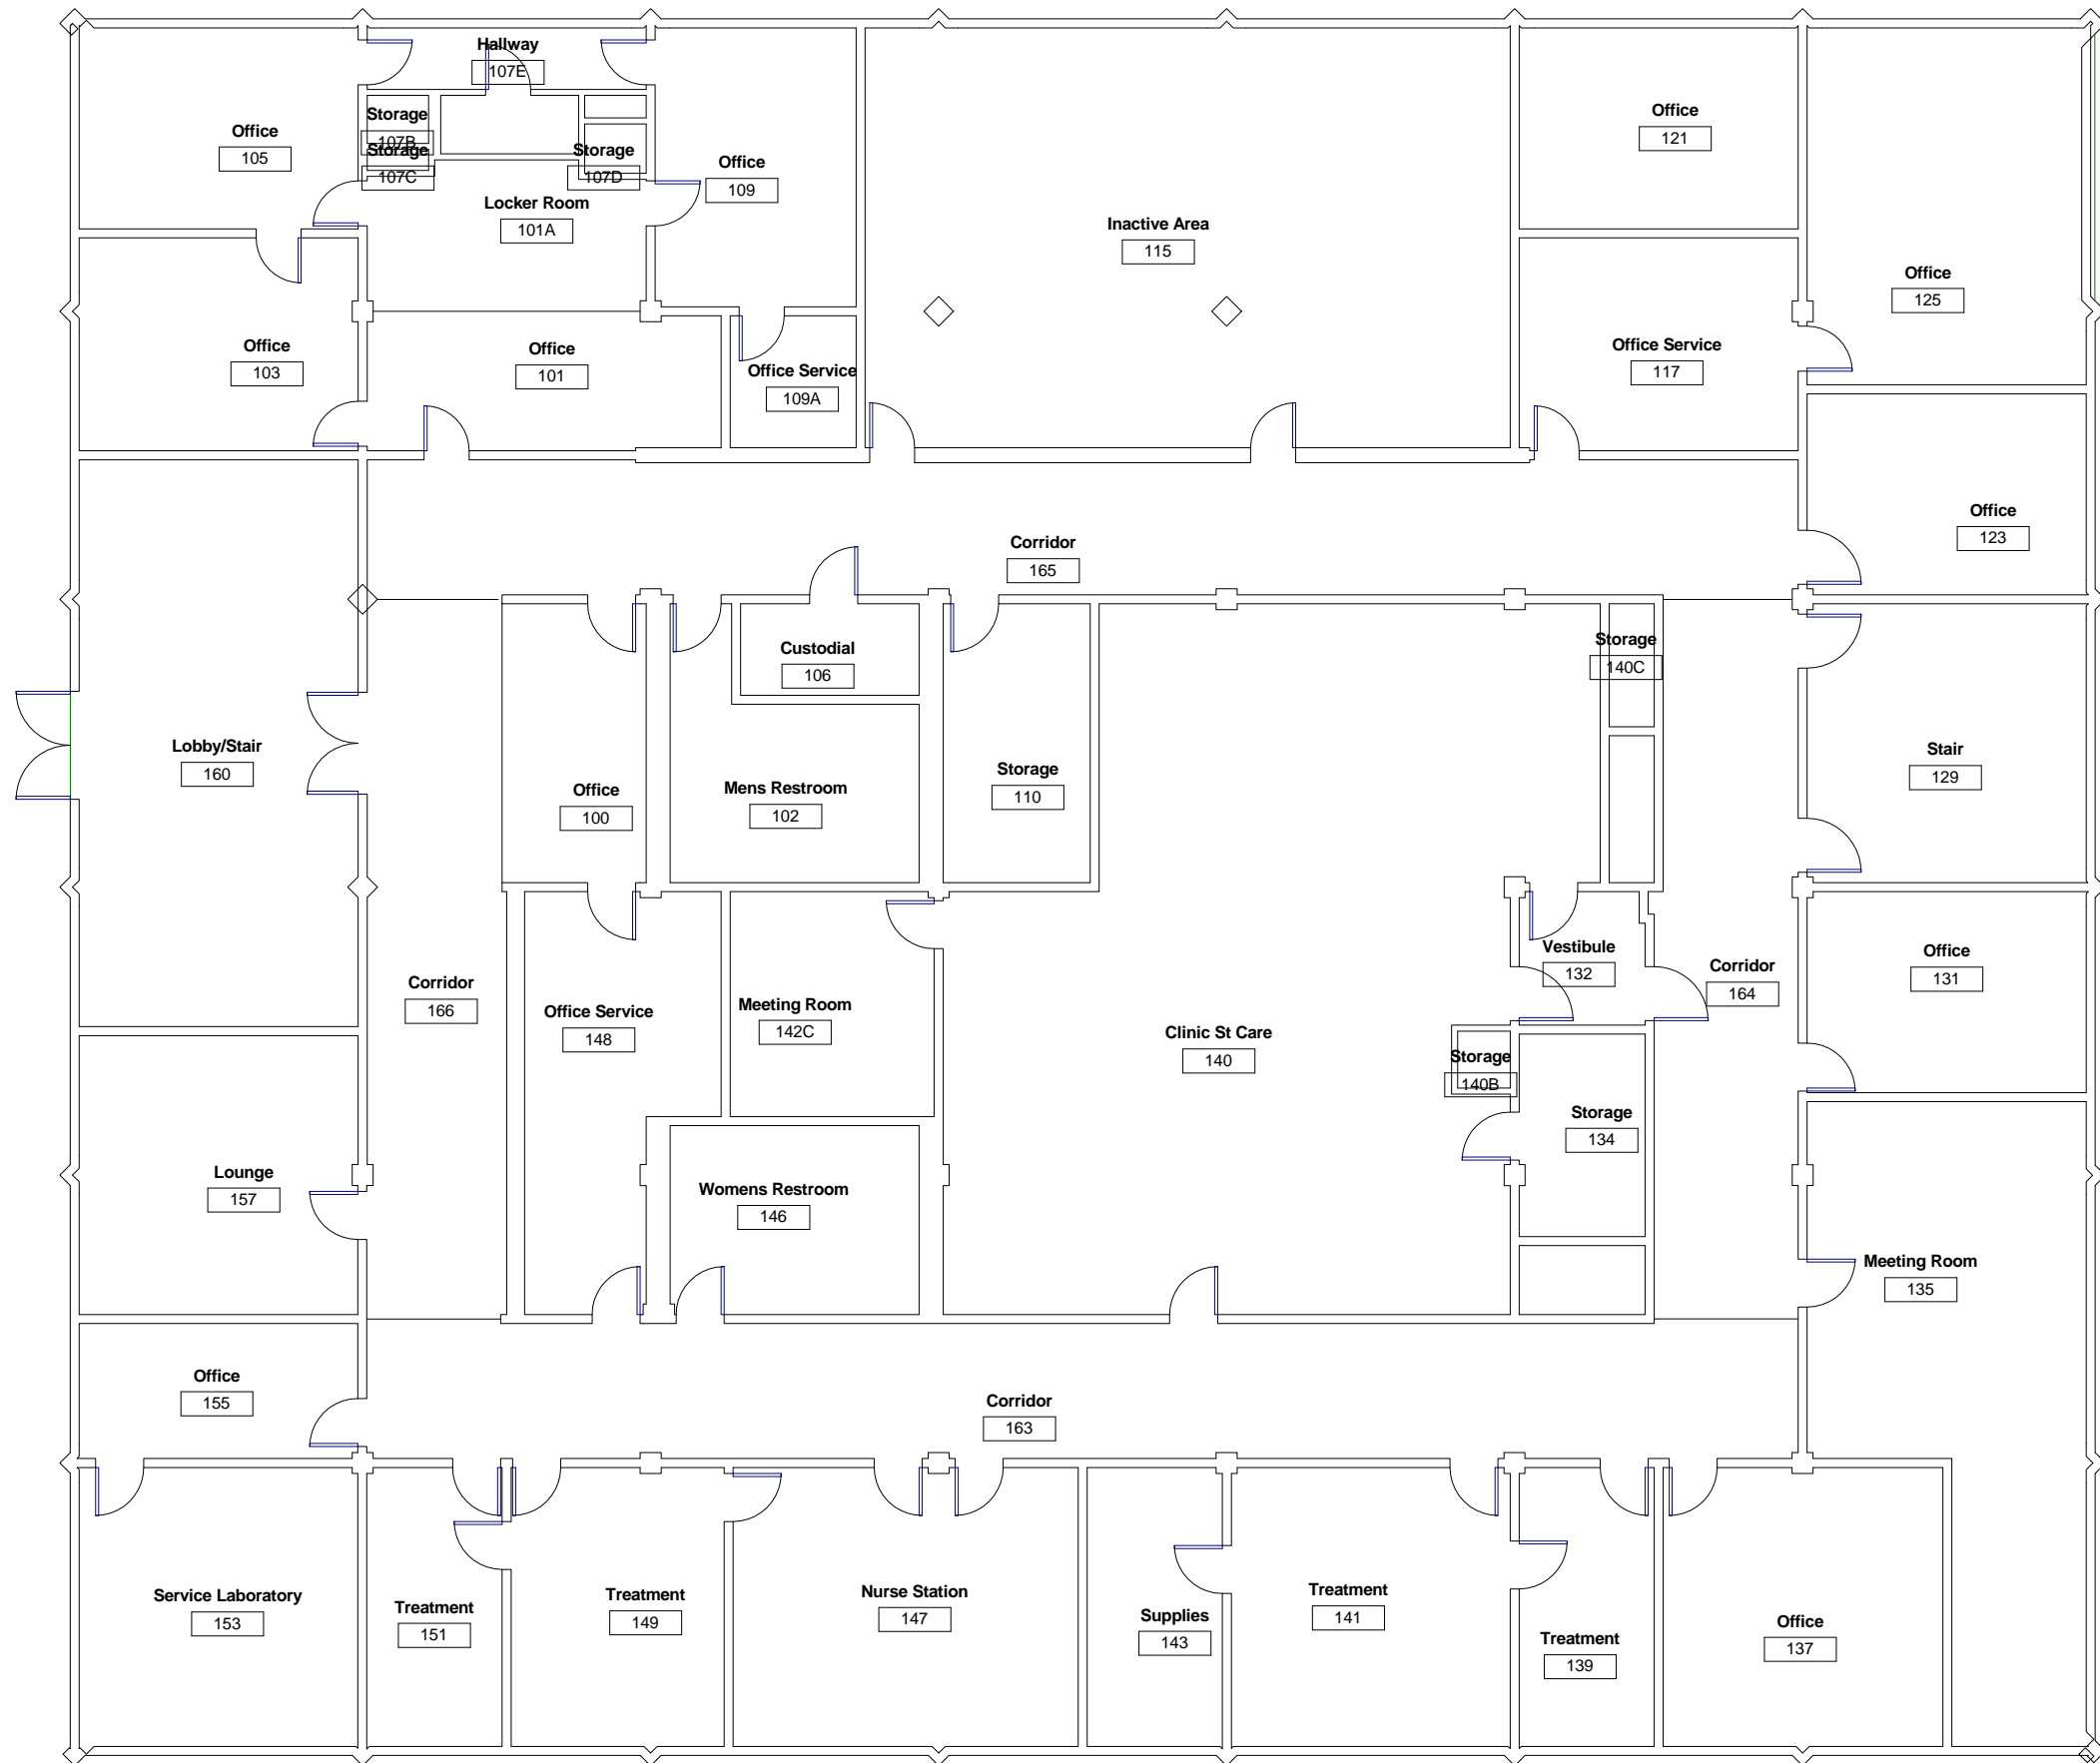 Hallway
107E
Storage
107B
Storage
107C
Storage
107D
Office
105
Office
109
Office
121
Locker Room
101A
Inactive Area
115
Office
125
Office
103
Office
101
Office Service
109A
Office Service
117
Office
123
Corridor
165
Custodial
106
Storage
140C
Lobby/Stair
160
Office
100
Mens Restroom
102
Storage
110
Stair
129
Corridor
166
Office Service
148
Meeting Room
142C
Clinic St Care
140
Vestibule
132
Corridor
164
Office
131
Storage
140B
Storage
134
Lounge
157
Womens Restroom
146
Meeting Room
135
Office
155
Corridor
163
Service Laboratory
153
Treatment
151
Treatment
149
Nurse Station
147
Supplies
143
Treatment
141
Treatment
139
Office
137